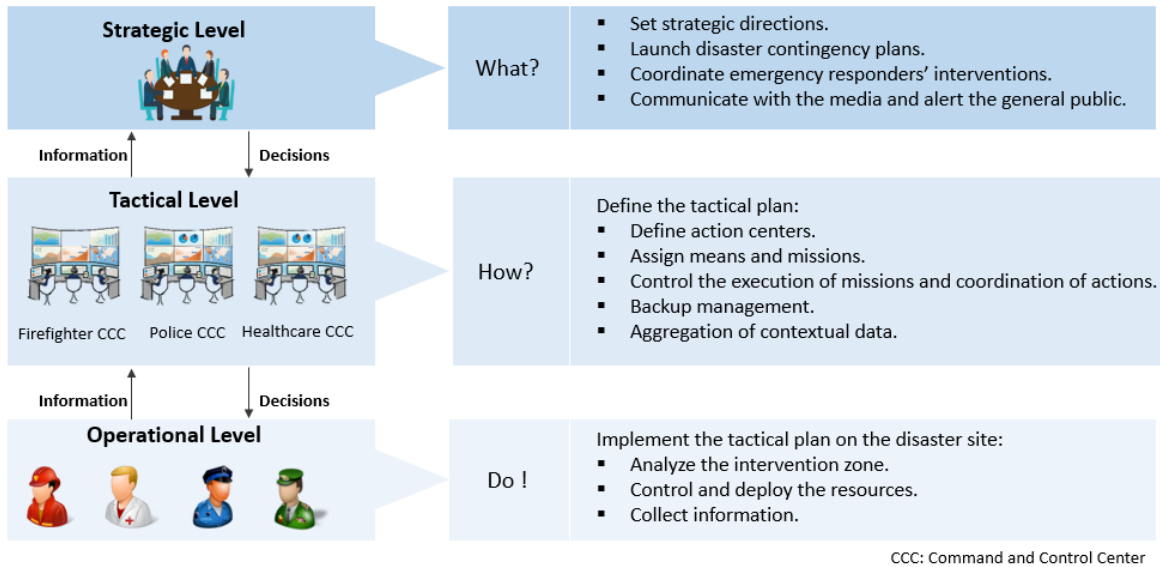 Strategic Level
What?
▪ Set strategic directions.
▪ Launch disaster contingency plans.
▪ Coordinate emergency responders’ interventions.
▪ Communicate with the media and alert the general public.
Information
Decisions
Tactical Level
Firefighter CCC
Police CCC
Healthcare CCC
How?
Define the tactical plan:
▪ Define action centers.
▪ Assign means and missions.
▪ Control the execution of missions and coordination of actions.
▪ Backup management.
▪ Aggregation of contextual data.
Information
Decisions
Operational Level
Do !
Implement the tactical plan on the disaster site:
▪ Analyze the intervention zone.
▪ Control and deploy the resources.
▪ Collect information.
CCC: Command and Control Center